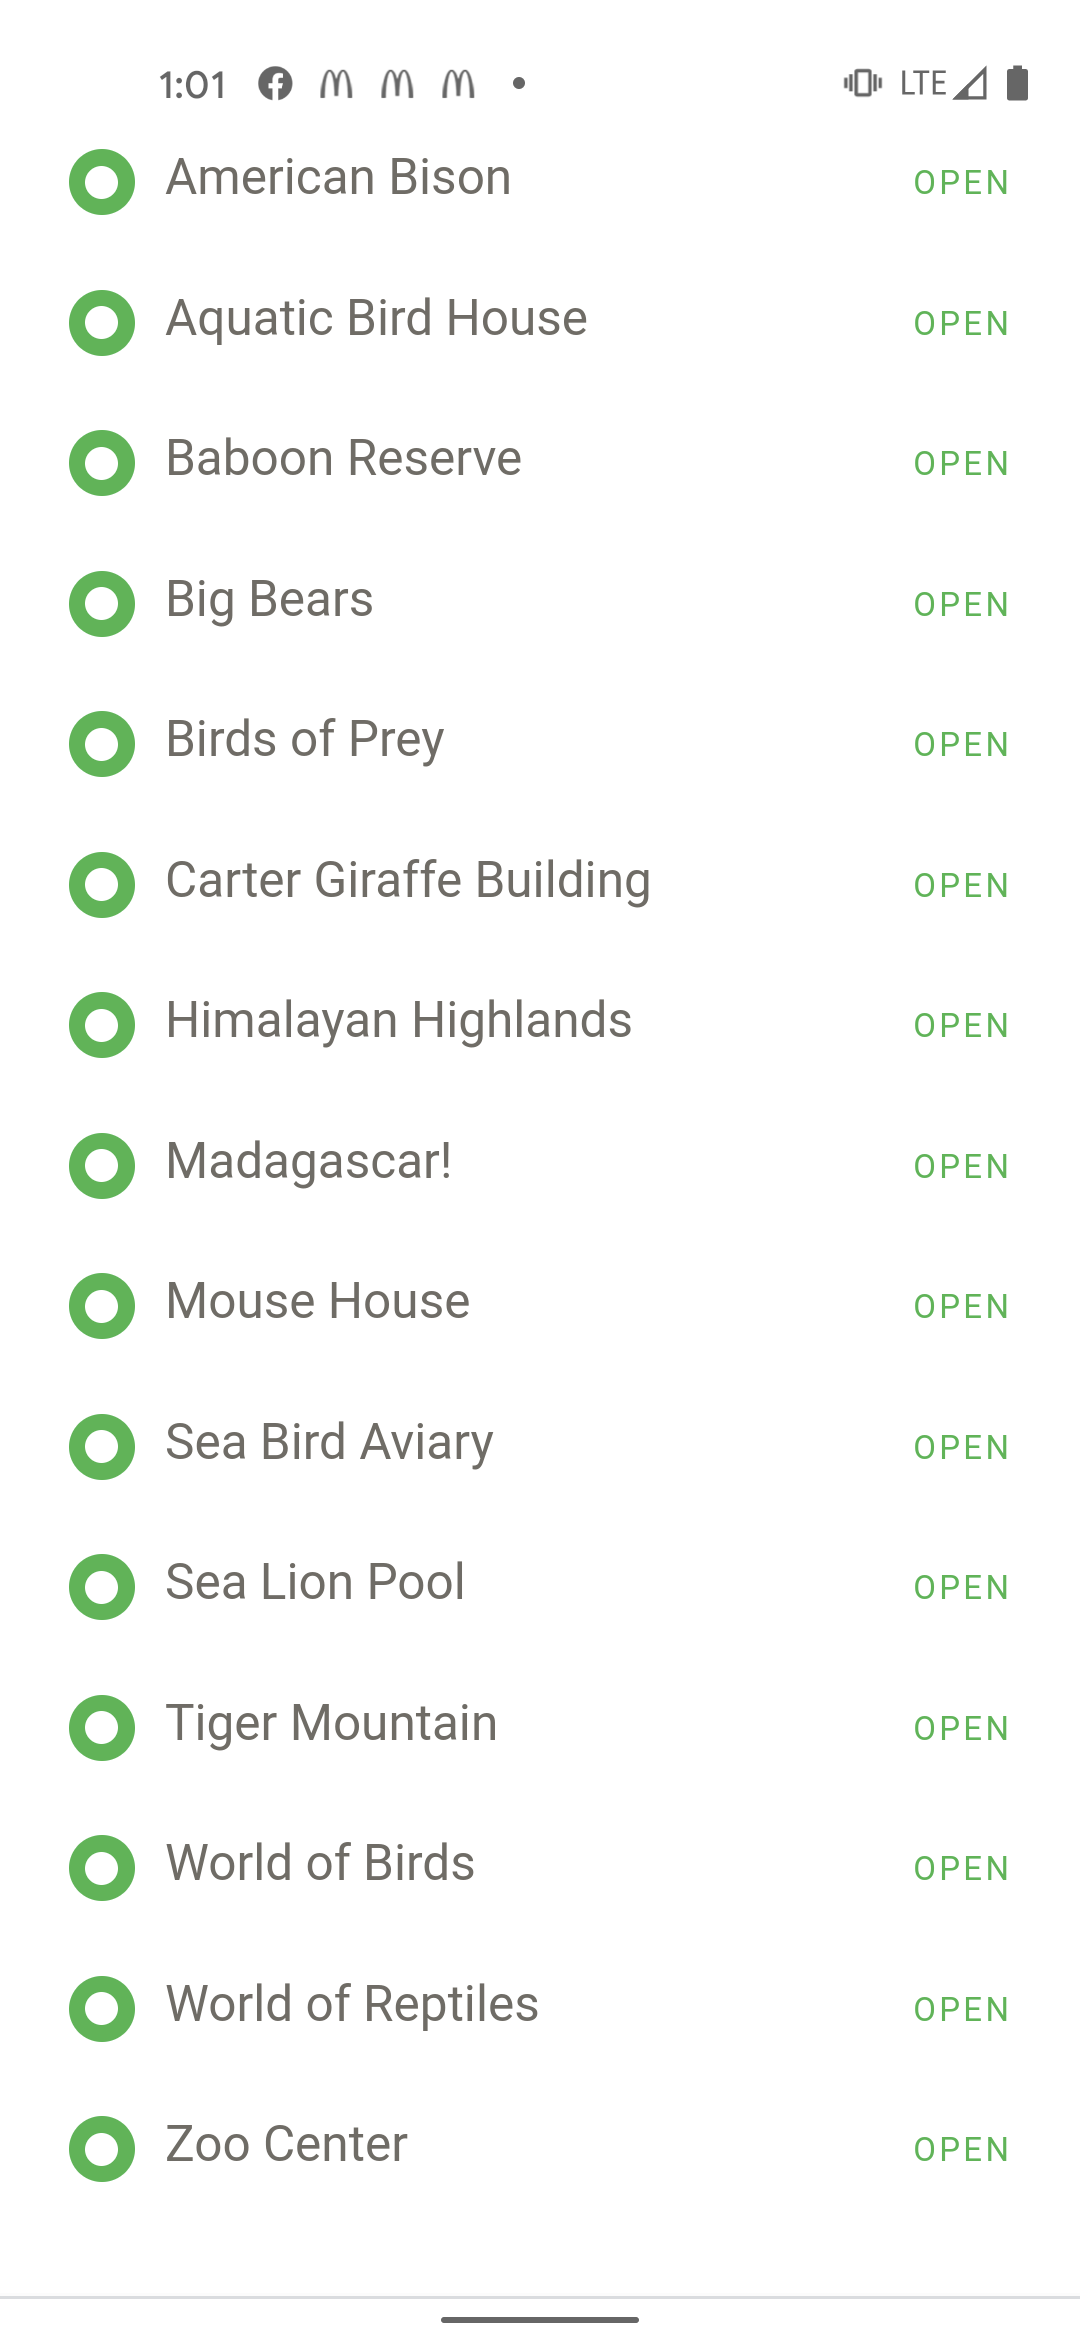 1:01 LTE
American Bison OPEN
Aquatic Bird House OPEN
Baboon Reserve OPEN
Big Bears OPEN
Birds of Prey OPEN
Carter Giraffe Building OPEN
Himalayan Highlands OPEN
Madagascar! OPEN
Mouse House OPEN
Sea Bird Aviary OPEN
Sea Lion Pool OPEN
Tiger Mountain OPEN
World of Birds OPEN
World of Reptiles OPEN
Zoo Center OPEN